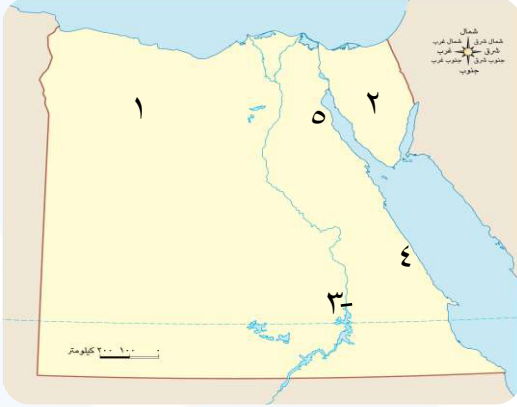 شمال
شمال شرق شمال غرب
شرق غرب
جنوب شرق جنوب غرب
جنوب
١
٢
٥
٤
٣-
٢٠٠ ١٠٠ ٠ كيلومتر